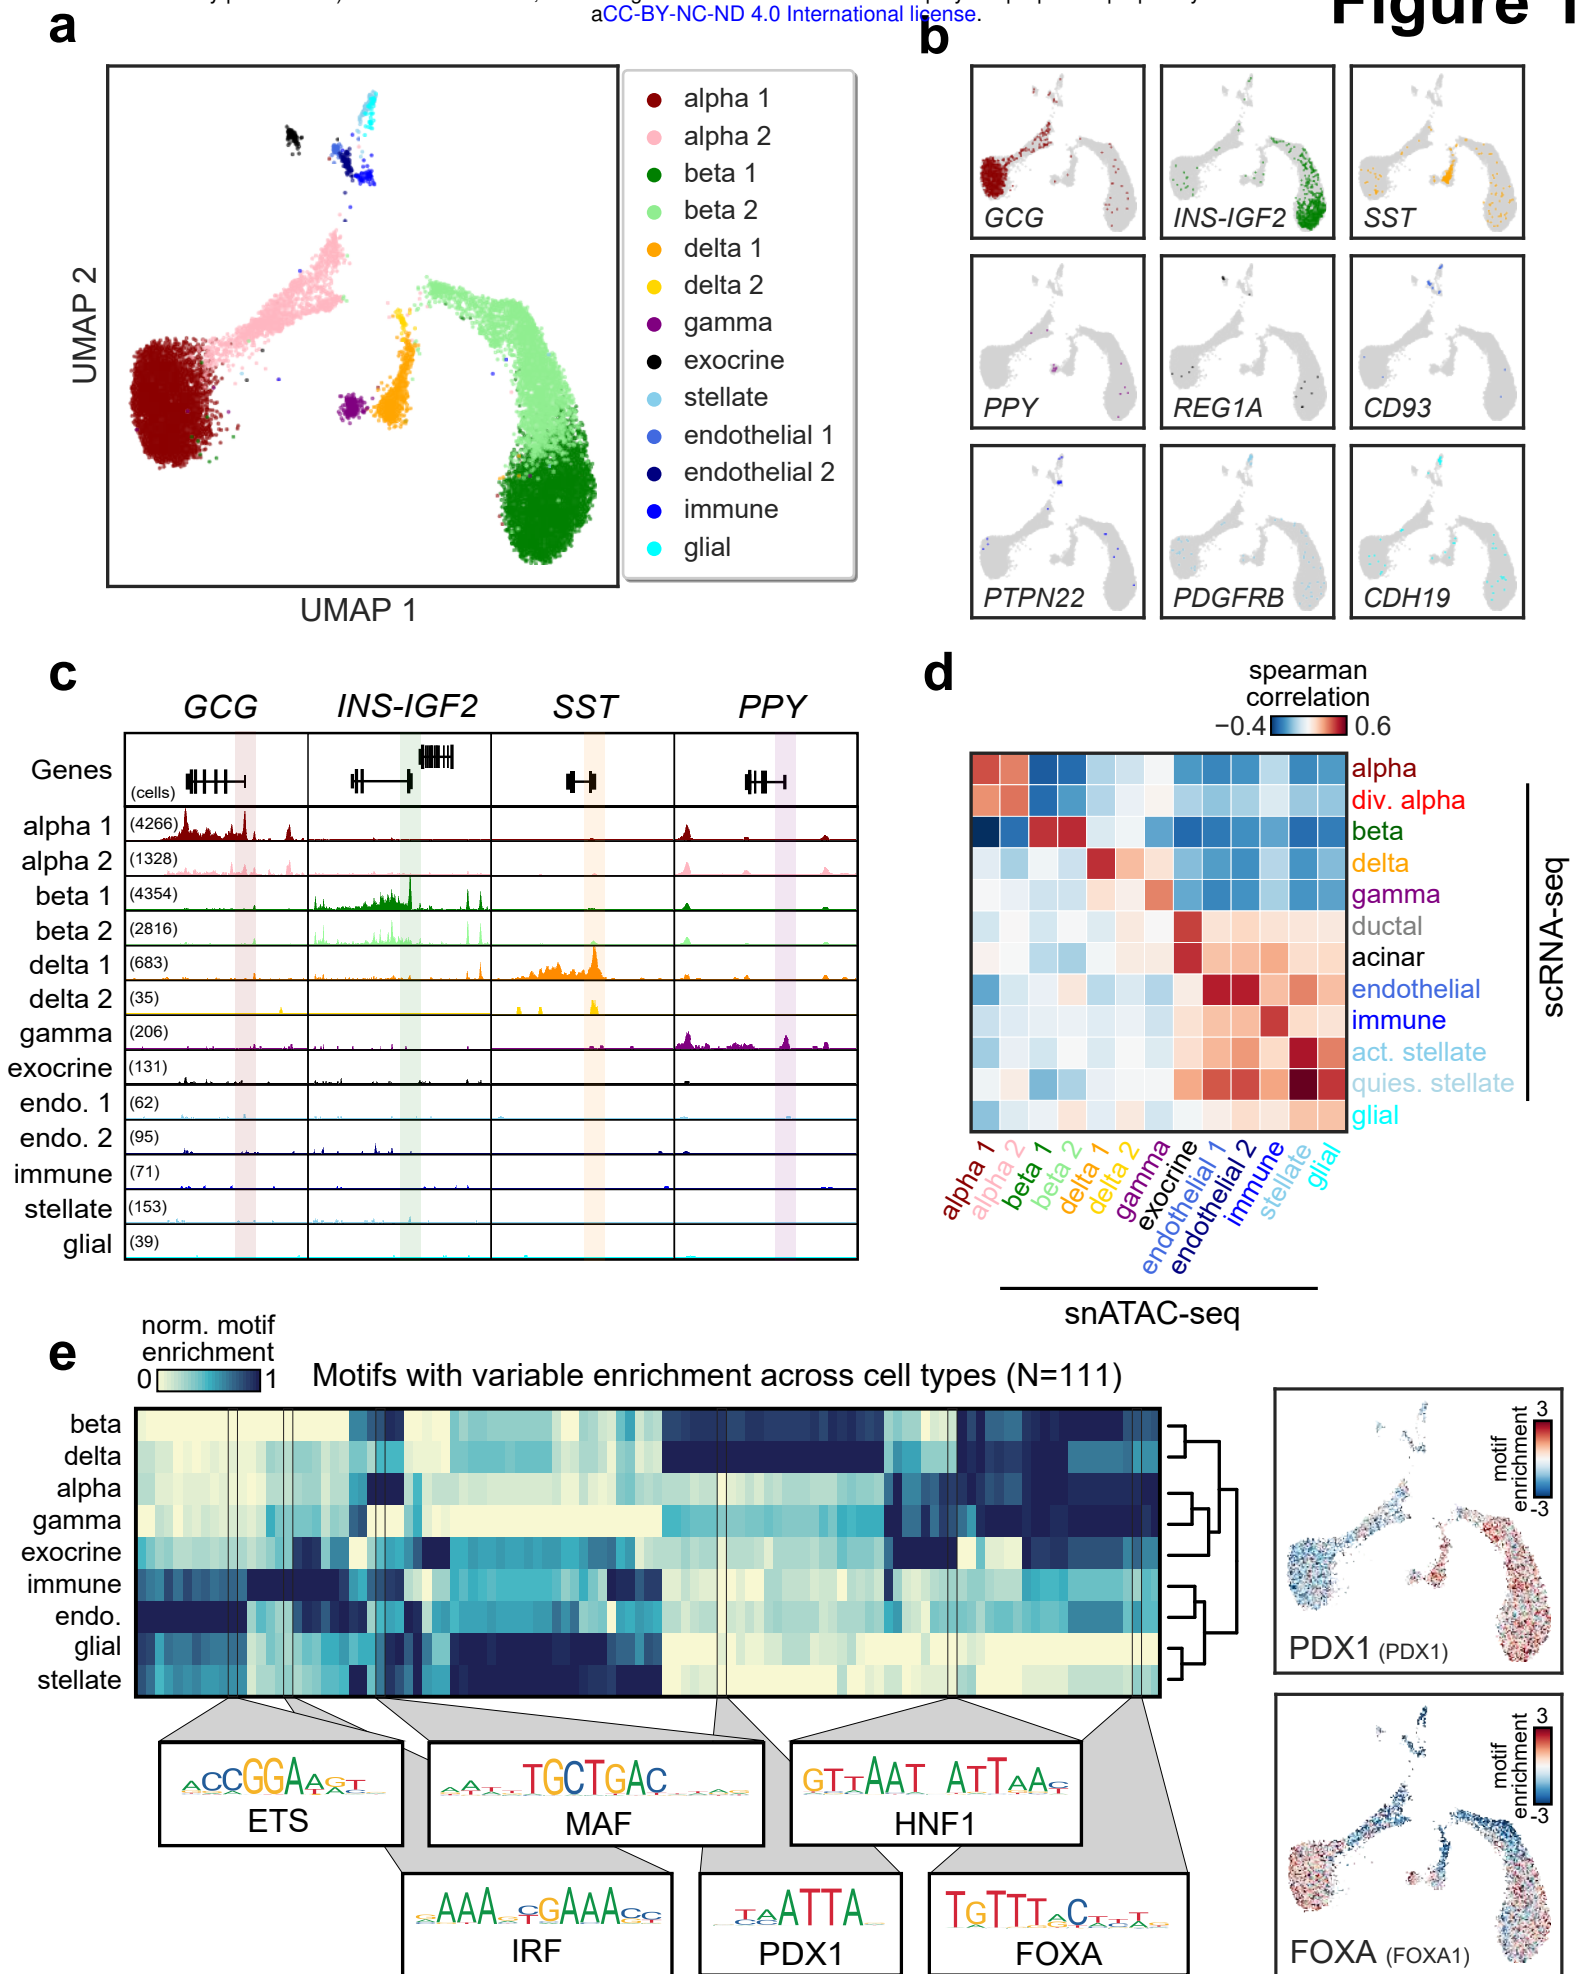 aCC-BY-NC-ND 4.0 International license.
Figure 1
a
UMAP 2
UMAP 1
alpha 1
alpha 2
beta 1
beta 2
delta 1
delta 2
gamma
exocrine
stellate
endothelial 1
endothelial 2
immune
glial
b
GCG
INS-IGF2
SST
PPY
REG1A
CD93
PTPN22
PDGFRB
CDH19
c
GCG INS-IGF2 SST PPY
Genes
(cells)
alpha 1 (4266)
alpha 2 (1328)
beta 1 (4354)
beta 2 (2816)
delta 1 (683)
delta 2 (35)
gamma (206)
exocrine (131)
endo. 1 (62)
endo. 2 (95)
immune (71)
stellate (153)
glial (39)
d
spearman
correlation
−0.4 0.6
alpha
div. alpha
beta
delta
gamma
ductal
acinar
endothelial
immune
act. stellate
quies. stellate
glial
scRNA-seq
alpha 1
alpha 2
beta 1
beta 2
delta 1
delta 2
gamma
exocrine
endothelial 1
endothelial 2
immune
stellate
glial
snATAC-seq
e
norm. motif
enrichment
0 1
Motifs with variable enrichment across cell types (N=111)
beta
delta
alpha
gamma
exocrine
immune
endo.
glial
stellate
ETS
MAF
HNF1
IRF
PDX1
FOXA
motif
enrichment
3
-3
PDX1 (PDX1)
motif
enrichment
3
-3
FOXA (FOXA1)